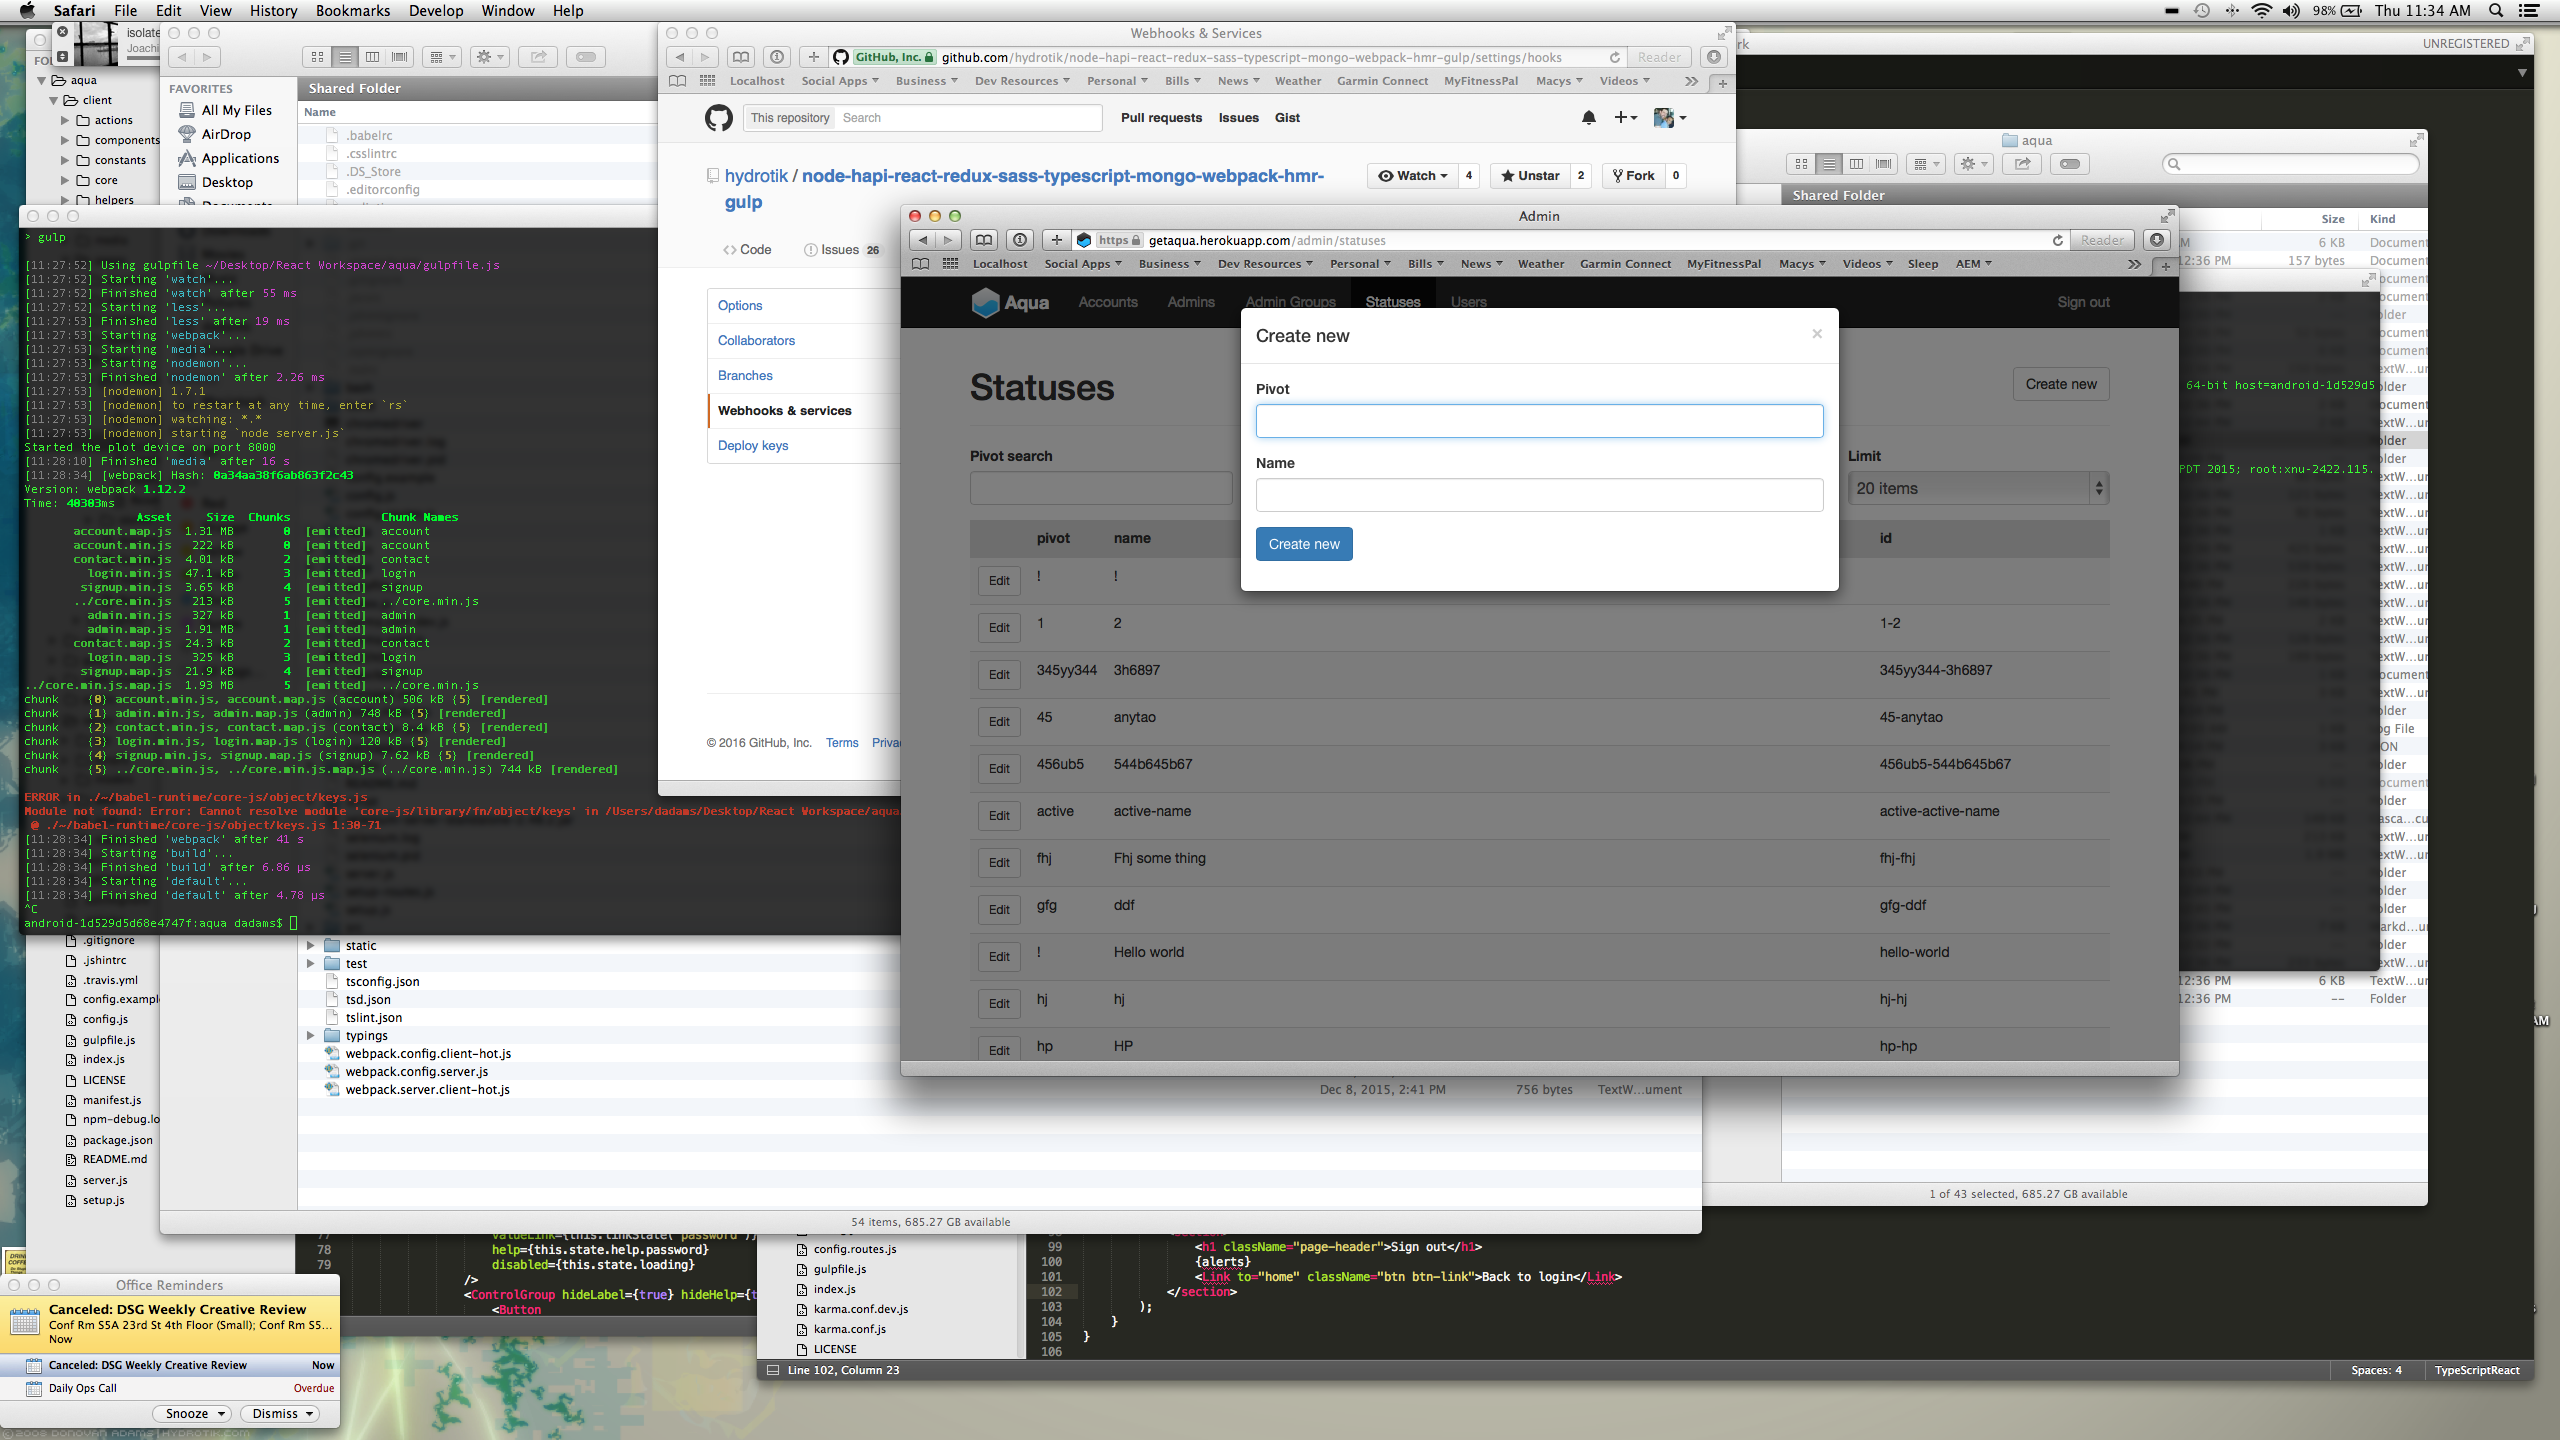 Safari File Edit View History Bookmarks Develop Window Help
98% Thu 11:34 AM
isolate
Joachi
aqua
client
actions
components
constants
core
helpers
FAVORITES
All My Files
AirDrop
Applications
Desktop
Shared Folder
Name
.babelrc
.csslintrc
.DS_Store
.editorconfig
Webhooks & Services
GitHub, Inc. github.com/hydrotik/node-hapi-react-redux-sass-typescript-mongo-webpack-hmr-gulp/settings/hooks Reader
Localhost Social Apps Business Dev Resources Personal Bills News Weather Garmin Connect MyFitnessPal Macys Videos
This repository Search Pull requests Issues Gist
hydrotik / node-hapi-react-redux-sass-typescript-mongo-webpack-hmr-
gulp
Watch 4 Unstar 2 Fork 0
Code Issues 26
Options
Collaborators
Branches
Webhooks & services
Deploy keys
© 2016 GitHub, Inc. Terms Priva
UNREGISTERED
aqua
Shared Folder
Size Kind
6 KB Document
12:36 PM 157 bytes Document
64-bit host=android-1d529d5
PDT 2015; root:xnu-2422.115.
12:36 PM 6 KB TextW...ur
12:36 PM -- Folder
1 of 43 selected, 685.27 GB available
> gulp
[11:27:52] Using gulpfile ~/Desktop/React Workspace/aqua/gulpfile.js
[11:27:52] Starting 'watch'...
[11:27:52] Finished 'watch' after 55 ms
[11:27:52] Starting 'less'...
[11:27:53] Finished 'less' after 19 ms
[11:27:53] Starting 'webpack'...
[11:27:53] Starting 'media'...
[11:27:53] Starting 'nodemon'...
[11:27:53] Finished 'nodemon' after 2.26 ms
[11:27:53] [nodemon] 1.7.1
[11:27:53] [nodemon] to restart at any time, enter `rs`
[11:27:53] [nodemon] watching: *.*
[11:27:53] [nodemon] starting `node server.js`
Started the plot device on port 8000
[11:28:10] Finished 'media' after 16 s
[11:28:34] [webpack] Hash: 0a34aa38f6ab863f2c43
Version: webpack 1.12.2
Time: 40303ms
Asset Size Chunks Chunk Names
account.map.js 1.31 MB 0 [emitted] account
account.min.js 222 kB 0 [emitted] account
contact.min.js 4.01 kB 2 [emitted] contact
login.min.js 47.1 kB 3 [emitted] login
signup.min.js 3.65 kB 4 [emitted] signup
../core.min.js 213 kB 5 [emitted] ../core.min.js
admin.min.js 327 kB 1 [emitted] admin
admin.map.js 1.91 MB 1 [emitted] admin
contact.map.js 24.3 kB 2 [emitted] contact
login.map.js 325 kB 3 [emitted] login
signup.map.js 21.9 kB 4 [emitted] signup
../core.min.js.map.js 1.93 MB 5 [emitted] ../core.min.js
chunk {0} account.min.js, account.map.js (account) 506 kB {5} [rendered]
chunk {1} admin.min.js, admin.map.js (admin) 748 kB {5} [rendered]
chunk {2} contact.min.js, contact.map.js (contact) 8.4 kB {5} [rendered]
chunk {3} login.min.js, login.map.js (login) 120 kB {5} [rendered]
chunk {4} signup.min.js, signup.map.js (signup) 7.62 kB {5} [rendered]
chunk {5} ../core.min.js, ../core.min.js.map.js (../core.min.js) 744 kB [rendered]
ERROR in ./~/babel-runtime/core-js/object/keys.js
Module not found: Error: Cannot resolve module 'core-js/library/fn/object/keys' in /Users/dadams/Desktop/React Workspace/aqua
@ ./~/babel-runtime/core-js/object/keys.js 1:30-71
[11:28:34] Finished 'webpack' after 41 s
[11:28:34] Starting 'build'...
[11:28:34] Finished 'build' after 6.86 μs
[11:28:34] Starting 'default'...
[11:28:34] Finished 'default' after 4.78 μs
^C
android-1d529d5d68e4747f:aqua dadams$
Admin
https getaqua.herokuapp.com/admin/statuses Reader
Localhost Social Apps Business Dev Resources Personal Bills News Weather Garmin Connect MyFitnessPal Macys Videos Sleep AEM
Aqua Accounts Admins Admin Groups Statuses Users Sign out
Create new ×
Pivot
Name
Create new
Statuses
Create new
Pivot search
Limit
20 items
pivot name id
Edit ! !
Edit 1 2 1-2
Edit 345yy344 3h6897 345yy344-3h6897
Edit 45 anytao 45-anytao
Edit 456ub5 544b645b67 456ub5-544b645b67
Edit active active-name active-active-name
Edit fhj Fhj some thing fhj-fhj
Edit gfg ddf gfg-ddf
Edit ! Hello world hello-world
Edit hj hj hj-hj
Edit hp HP hp-hp
.gitignore
.jshintrc
.travis.yml
config.exampl
config.js
gulpfile.js
index.js
LICENSE
manifest.js
npm-debug.lo
package.json
README.md
server.js
setup.js
static
test
tsconfig.json
tsd.json
tslint.json
typings
webpack.config.client-hot.js
webpack.config.server.js
webpack.server.client-hot.js
Dec 8, 2015, 2:41 PM 756 bytes TextW...ument
54 items, 685.27 GB available
77 valueLink={this.linkState('password')}
78 help={this.state.help.password}
79 disabled={this.state.loading}
/>
<ControlGroup hideLabel={true} hideHelp={t
<Button
config.routes.js
gulpfile.js
index.js
karma.conf.dev.js
karma.conf.js
LICENSE
99 <h1 className="page-header">Sign out</h1>
100 {alerts}
101 <Link to="home" className="btn btn-link">Back to login</Link>
102 </section>
103 );
104 }
105 }
106
Line 102, Column 23 Spaces: 4 TypeScriptReact
Office Reminders
Canceled: DSG Weekly Creative Review
Conf Rm S5A 23rd St 4th Floor (Small); Conf Rm S5...
Now
Canceled: DSG Weekly Creative Review Now
Daily Ops Call Overdue
Snooze Dismiss
©2008 DONOVAN ADAMS|HYDROTIK.COM